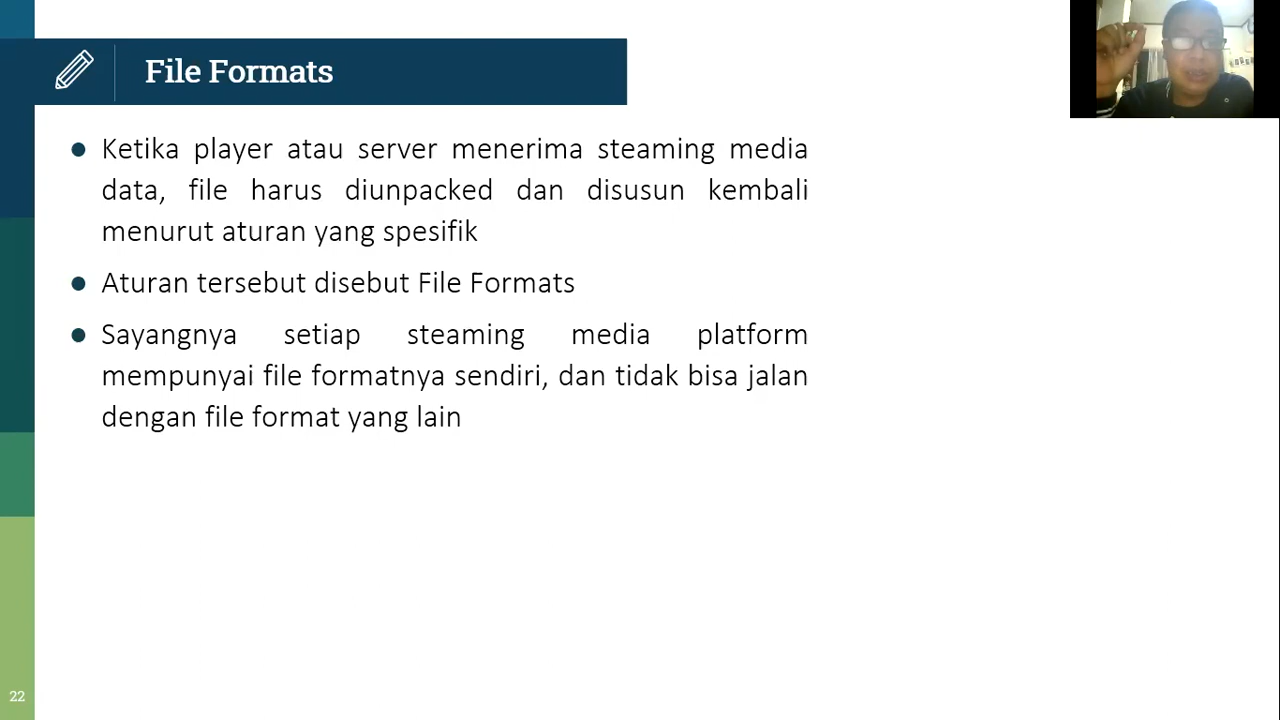 File Formats
Ketika player atau server menerima steaming media
data, file harus diunpacked dan disusun kembali
menurut aturan yang spesifik
Aturan tersebut disebut File Formats
Sayangnya setiap steaming media platform
mempunyai file formatnya sendiri, dan tidak bisa jalan
dengan file format yang lain
22